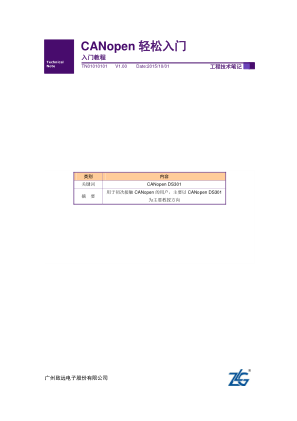 CANopen 轻松入门
Technical
Note
入门教程
TN01010101 V1.00 Date:2015/10/01
工程技术笔记
类别 内容
关键词 CANopen DS301
摘 要 用于初次接触 CANopen 的用户，主要以 CANopen DS301
为主要教授方向
广州致远电子股份有限公司
ZLG ®